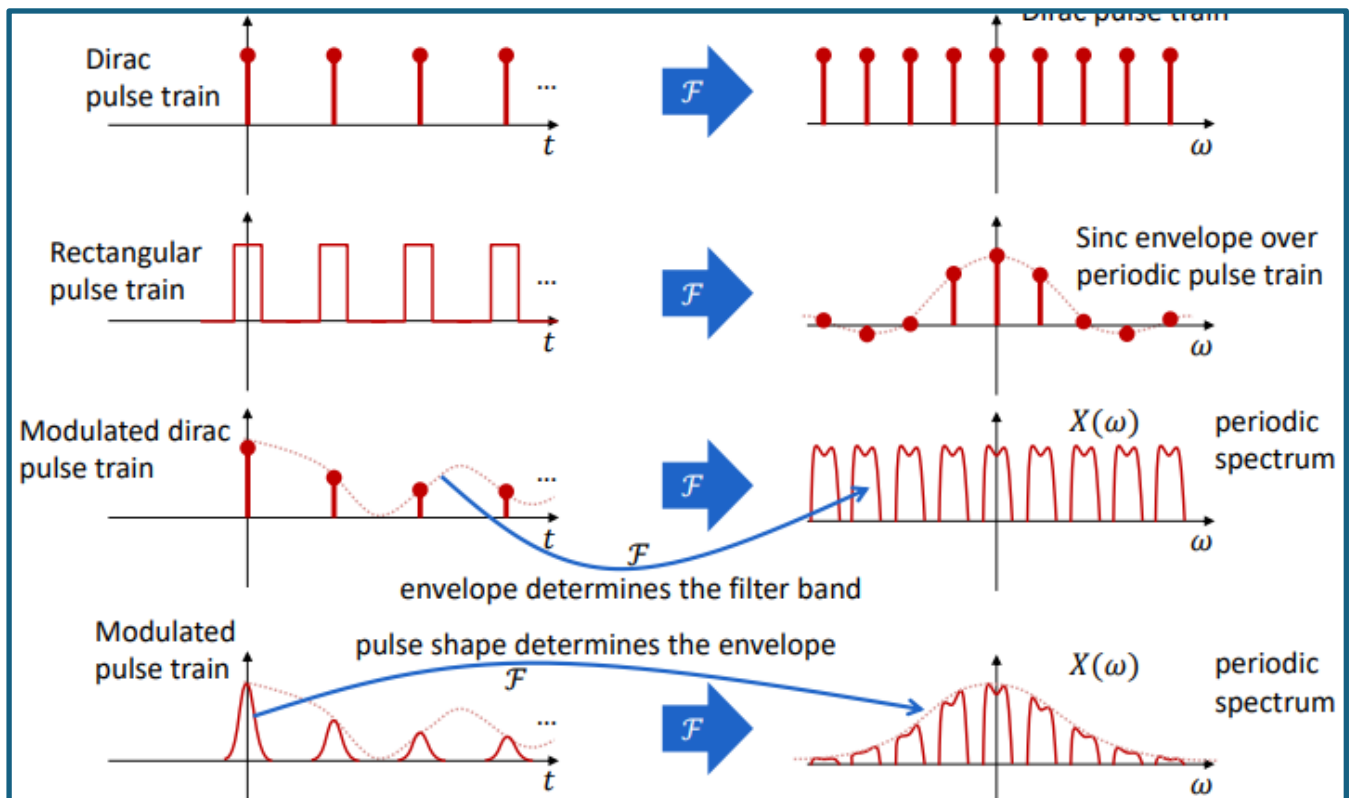 Dirac pulse train
Dirac
pulse train
...
ℱ
t
ω
Rectangular
pulse train
...
ℱ
Sinc envelope over
periodic pulse train
t
ω
Modulated dirac
pulse train
...
ℱ
X(ω)
periodic
spectrum
t
ω
ℱ
envelope determines the filter band
Modulated
pulse train
pulse shape determines the envelope
ℱ
...
ℱ
X(ω)
periodic
spectrum
t
ω